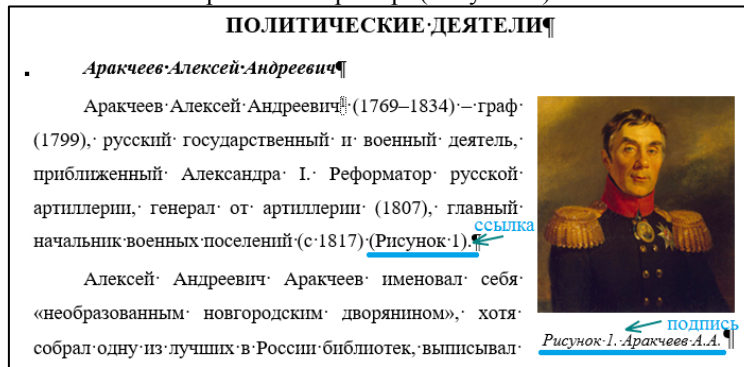 ПОЛИТИЧЕСКИЕ·ДЕЯТЕЛИ¶
Аракчеев·Алексей·Андреевич¶
Аракчеев·Алексей·Андреевич·(1769–1834)·–·граф·
(1799),· русский· государственный· и· военный· деятель,·
приближенный· Александра· I.· Реформатор· русской·
артиллерии,· генерал· от· артиллерии· (1807),· главный·
начальник·военных·поселений·(с·1817)·(Рисунок·1).¶
ссылка
Алексей· Андреевич· Аракчеев· именовал· себя·
«необразованным· новгородским· дворянином»,· хотя·
собрал·одну·из·лучших·в·России·библиотек,·выписывал·
подпись
Рисунок·1.·Аракчеев·А.А.¶